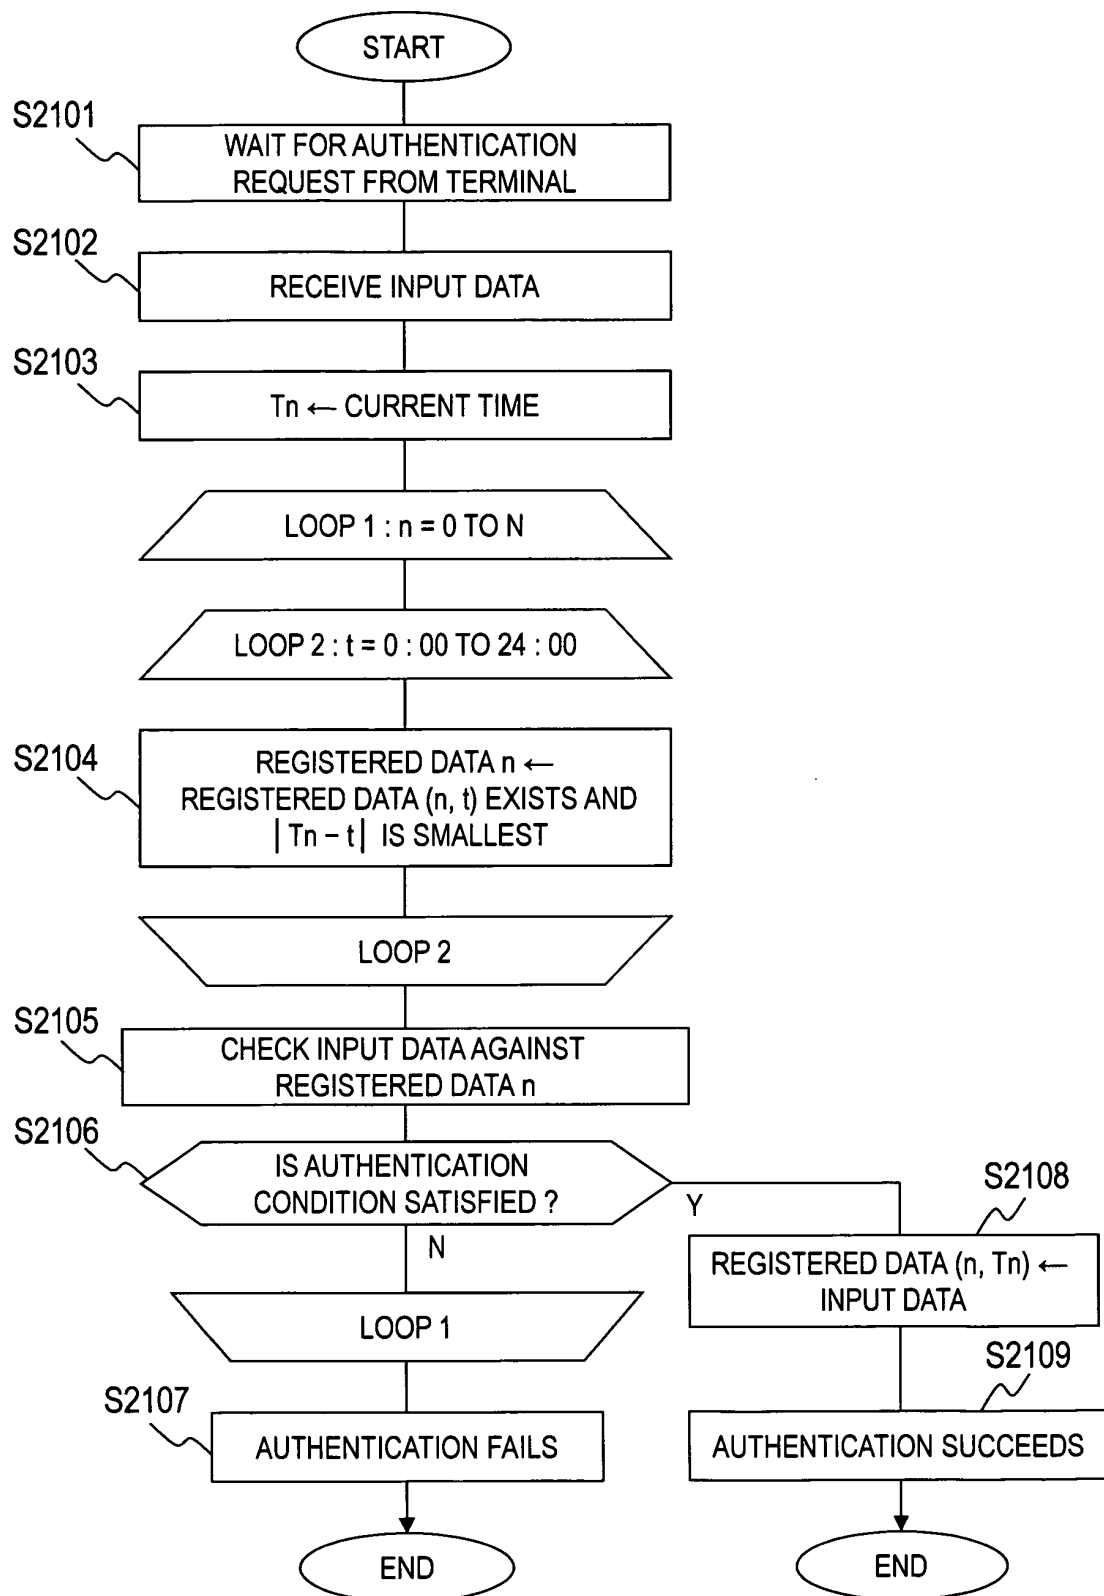 START
S2101
WAIT FOR AUTHENTICATION
REQUEST FROM TERMINAL
S2102
RECEIVE INPUT DATA
S2103
Tn ← CURRENT TIME
LOOP 1 : n = 0 TO N
LOOP 2 : t = 0 : 00 TO 24 : 00
S2104
REGISTERED DATA n ←
REGISTERED DATA (n, t) EXISTS AND
|Tn − t| IS SMALLEST
LOOP 2
S2105
CHECK INPUT DATA AGAINST
REGISTERED DATA n
S2106
IS AUTHENTICATION
CONDITION SATISFIED ?
Y
N
S2108
REGISTERED DATA (n, Tn) ←
INPUT DATA
LOOP 1
S2109
AUTHENTICATION SUCCEEDS
S2107
AUTHENTICATION FAILS
END
END